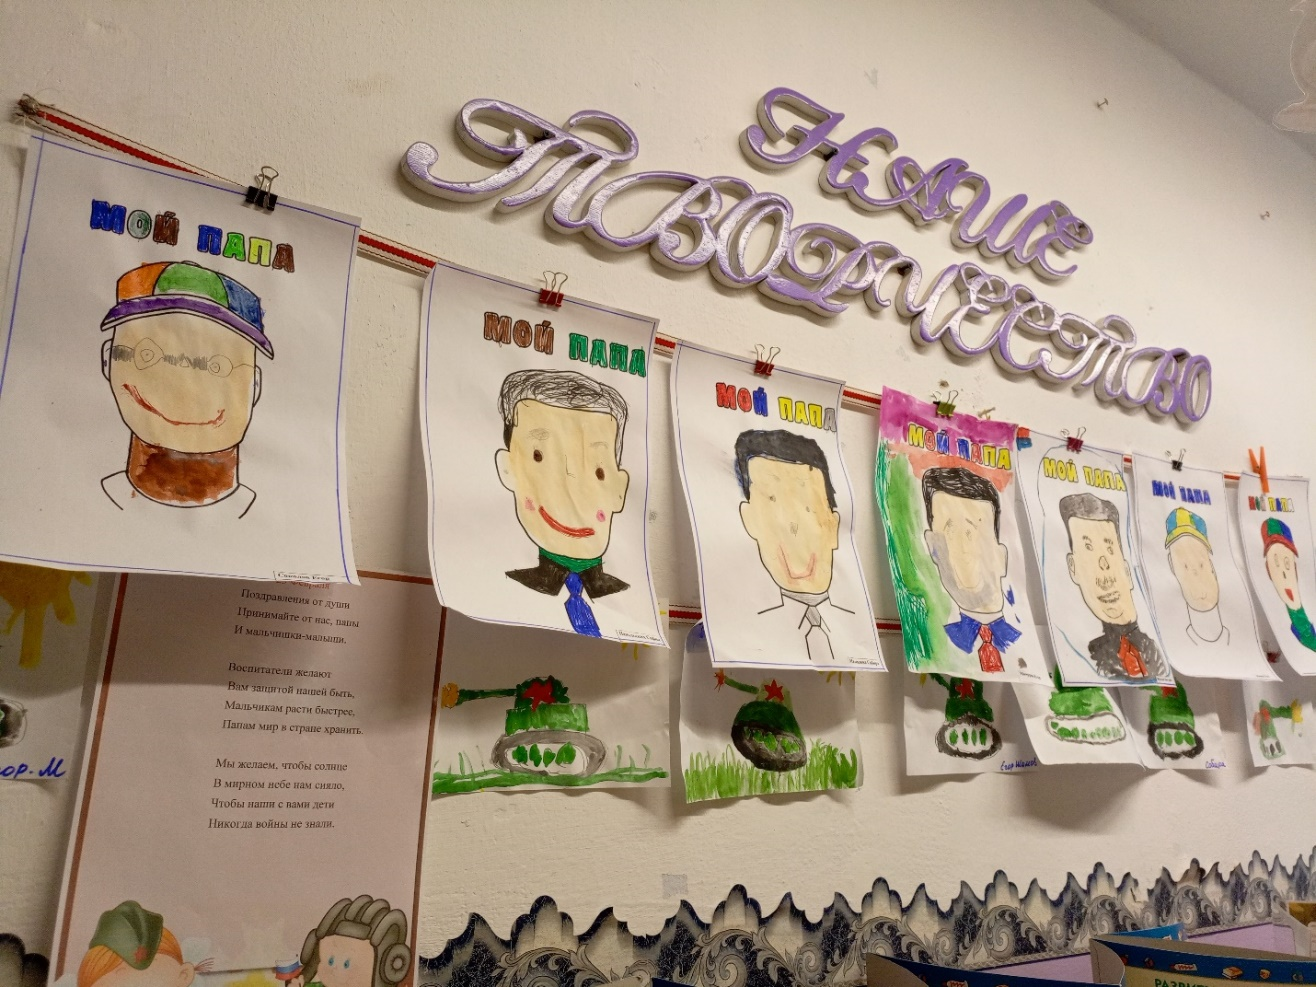 НАШЕ
ТВОРЧЕСТВО
МОЙ ПАПА
МОЙ ПАПА
МОЙ ПАПА
МОЙ ПАПА
МОЙ ПАПА
МОЙ ПАПА
МОЙ ПАПА
Поздравления от души
Принимайте от нас, папы
И мальчишки-малыши.
Воспитатели желают
Вам защитой нашей быть,
Мальчикам расти быстрее,
Папам мир в стране хранить.
Мы желаем, чтобы солнце
В мирном небе нам сияло,
Чтобы наши с вами дети
Никогда войны не знали.